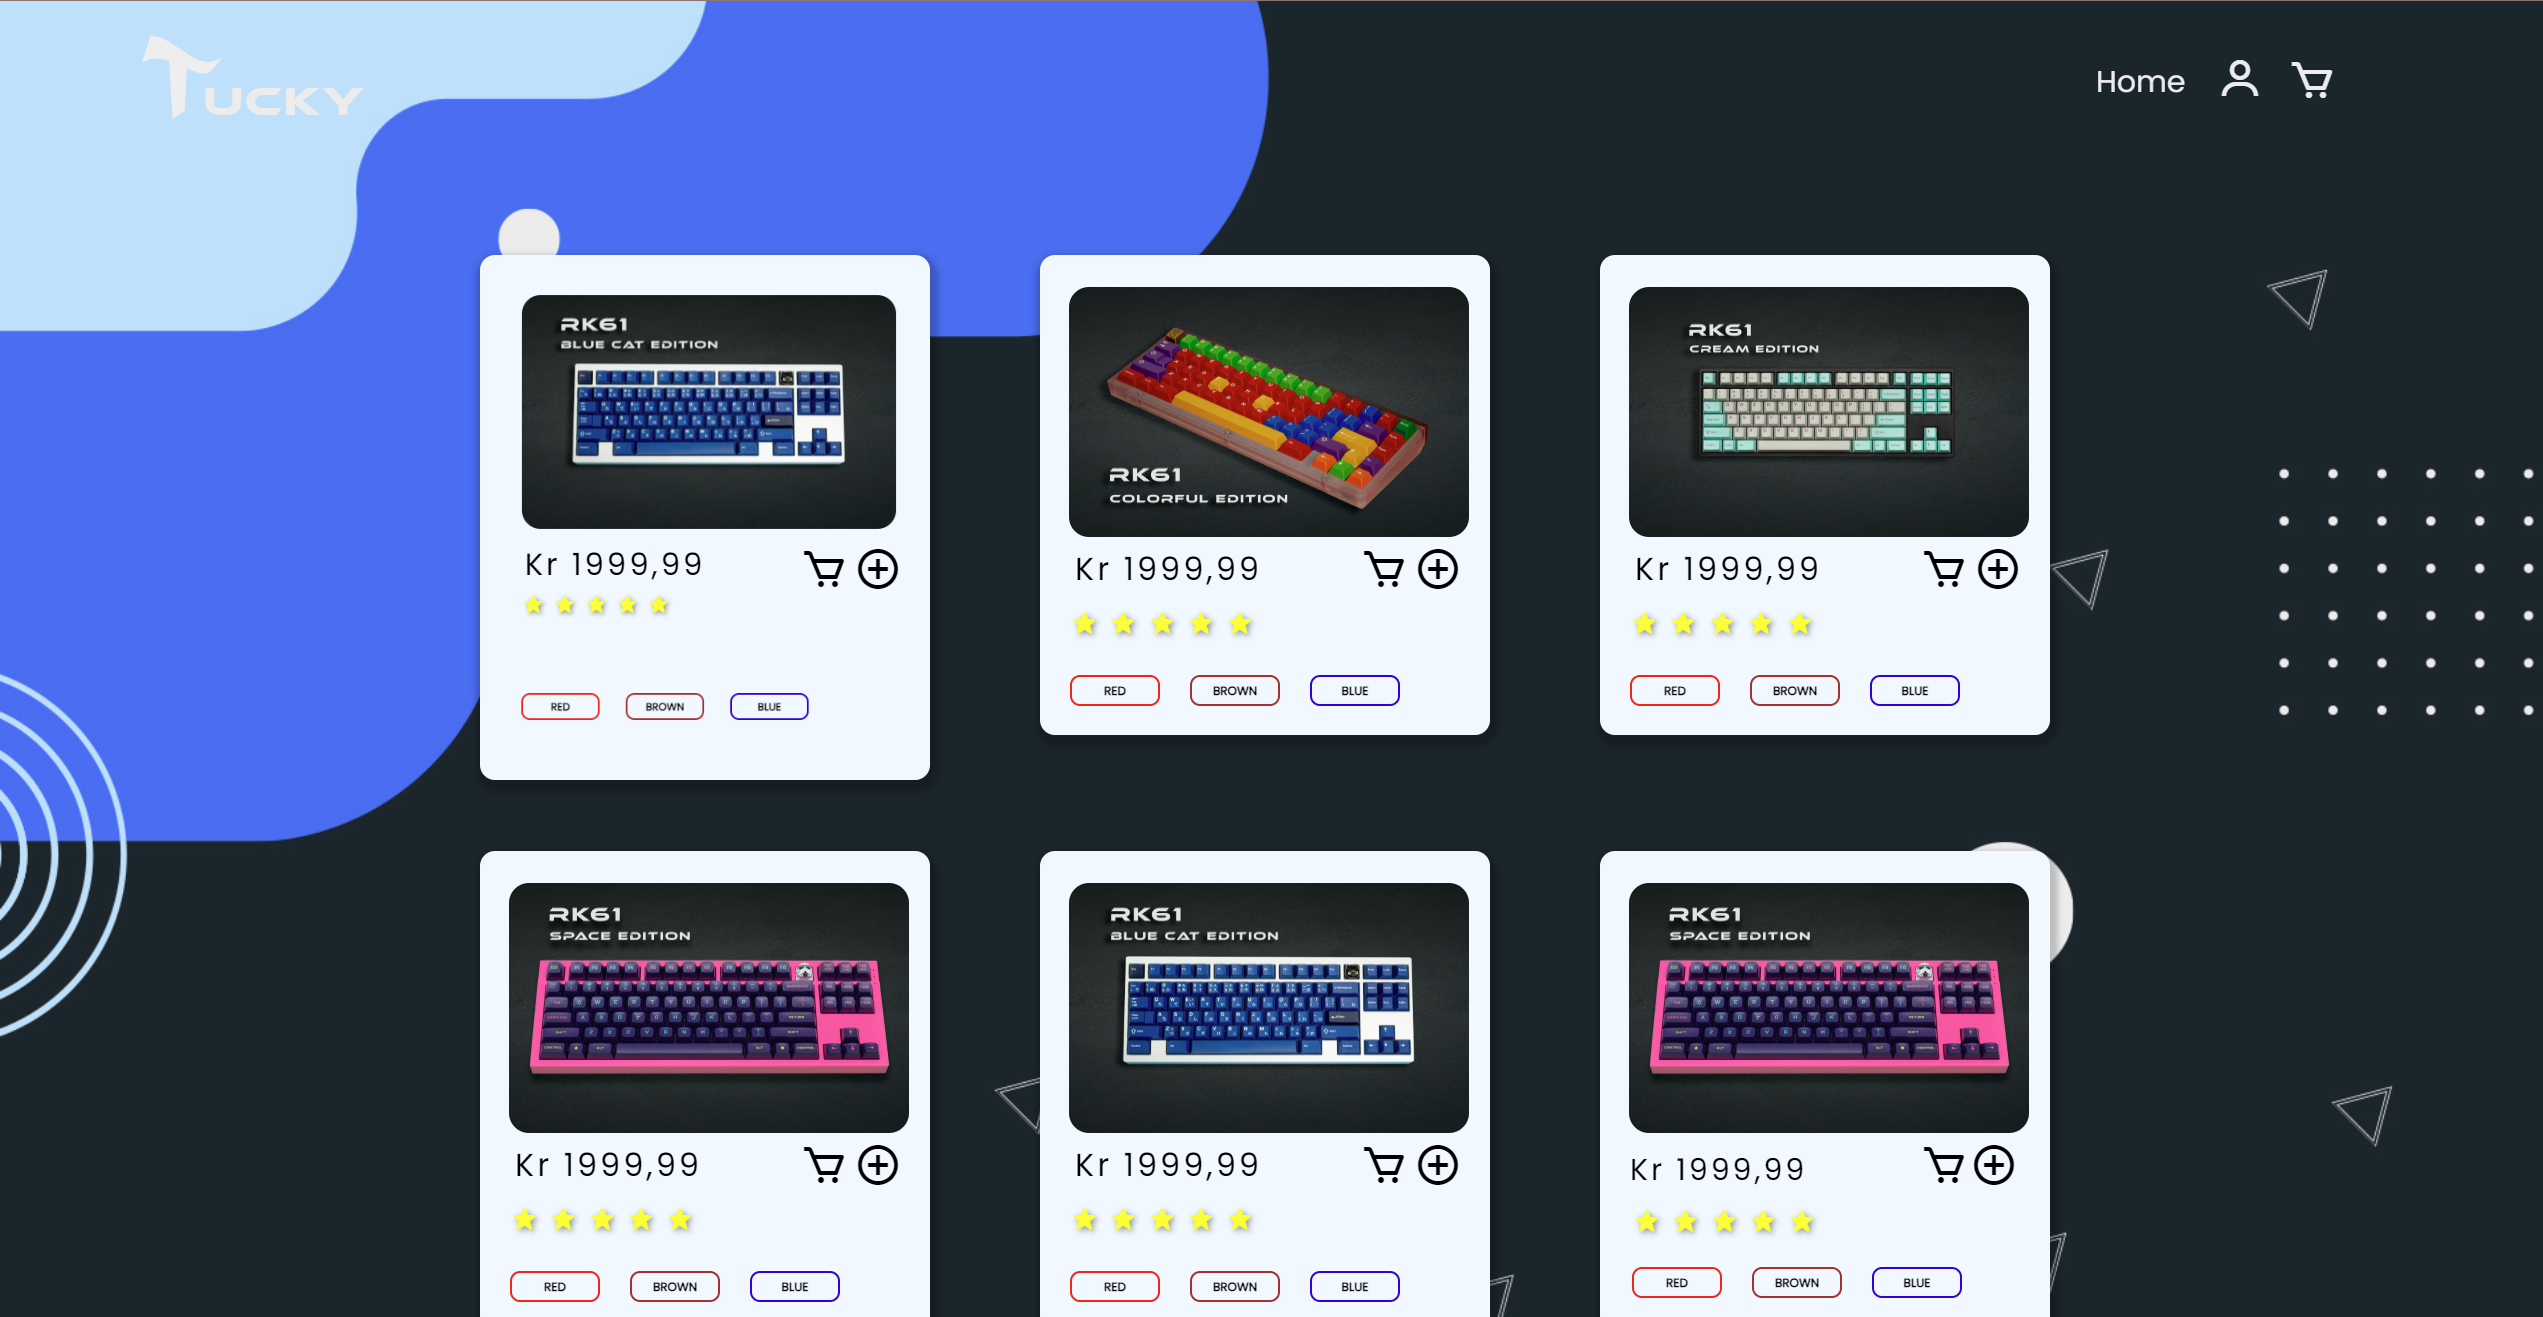 TUCKY
Home
RK61
BLUE CAT EDITION
Kr 1999,99
RED BROWN BLUE
RK61
COLORFUL EDITION
Kr 1999,99
RED BROWN BLUE
RK61
CREAM EDITION
Kr 1999,99
RED BROWN BLUE
RK61
SPACE EDITION
Kr 1999,99
RED BROWN BLUE
RK61
BLUE CAT EDITION
Kr 1999,99
RED BROWN BLUE
RK61
SPACE EDITION
Kr 1999,99
RED BROWN BLUE